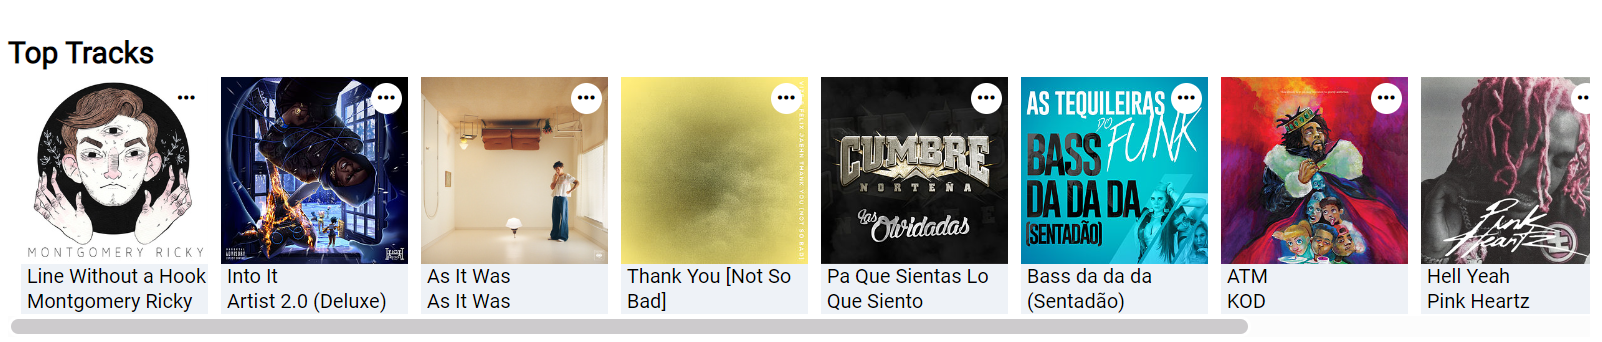 Top Tracks
MONTGOMERY RICKY
Line Without a Hook
Montgomery Ricky
Into It
Artist 2.0 (Deluxe)
As It Was
As It Was
Thank You [Not So
Bad]
CUMBRE
NORTEÑA
Las Olvidadas
Pa Que Sientas Lo
Que Siento
AS TEQUILEIRAS
DO FUNK
BASS
DA DA DA
(SENTADÃO)
Bass da da da
(Sentadão)
ATM
KOD
Pink
Heartz
Hell Yeah
Pink Heartz